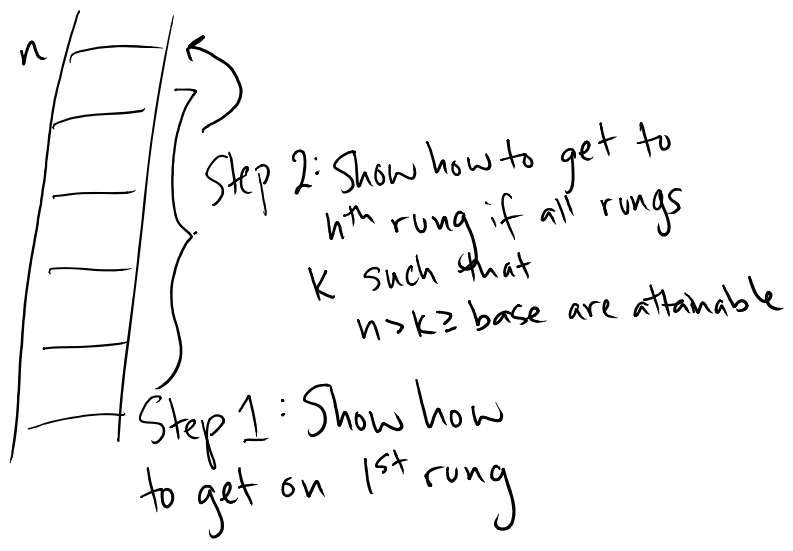 n
Step 2: Show how to get to
nth rung if all rungs
k such that
n > k ≥ base are attainable
Step 1: Show how
to get on 1st rung